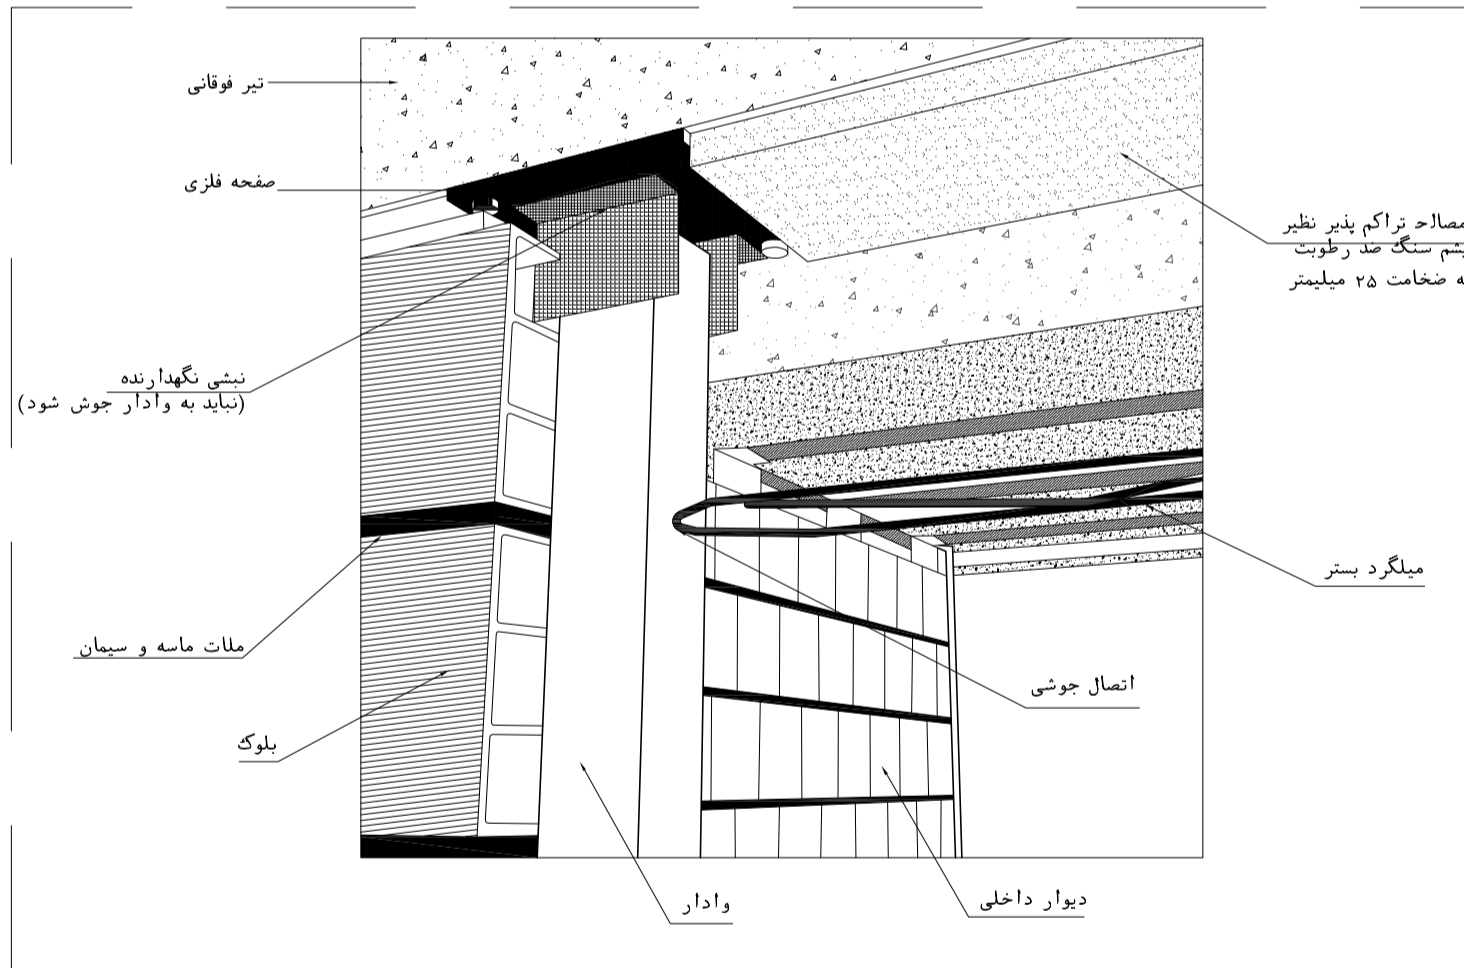 تیر فوقانی
صفحه فلزی
مصالح تراکم پذیر نظیر
پشم سنگ ضد رطوبت
به ضخامت ۲۵ میلیمتر
نبشی نگهدارنده
(نباید به وادار جوش شود)
میلگرد بستر
ملات ماسه و سیمان
اتصال جوشی
بلوک
وادار
دیوار داخلی